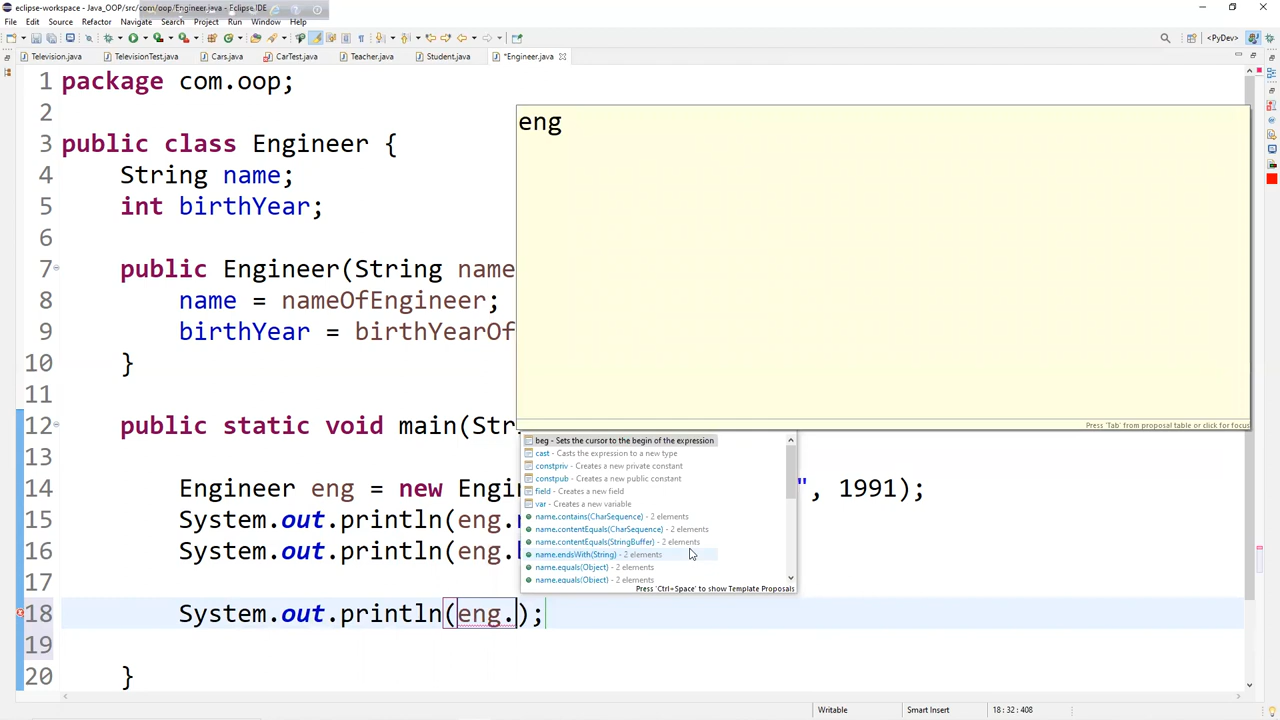 eclipse-workspace - Java_OOP/src/com/oop/Engineer.java - Eclipse IDE
File Edit Source Refactor Navigate Search Project Run Window Help
<PyDev>
Television.java TelevisionTest.java Cars.java CarTest.java Teacher.java Student.java *Engineer.java
1 package com.oop;
2
3 public class Engineer {
4 String name;
5 int birthYear;
6
7 public Engineer(String name
8 name = nameOfEngineer;
9 birthYear = birthYearOf
10 }
11
12 public static void main(Str
13
14 Engineer eng = new Engin ", 1991);
15 System.out.println(eng.n
16 System.out.println(eng.b
17
18 System.out.println(eng.);
19
20 }
eng
Press 'Tab' from proposal table or click for focus
beg - Sets the cursor to the begin of the expression
cast - Casts the expression to a new type
constpriv - Creates a new private constant
constpub - Creates a new public constant
field - Creates a new field
var - Creates a new variable
name.contains(CharSequence) - 2 elements
name.contentEquals(CharSequence) - 2 elements
name.contentEquals(StringBuffer) - 2 elements
name.endsWith(String) - 2 elements
name.equals(Object) - 2 elements
name.equals(Object) - 2 elements
Press 'Ctrl+Space' to show Template Proposals
Writable Smart Insert 18 : 32 : 408